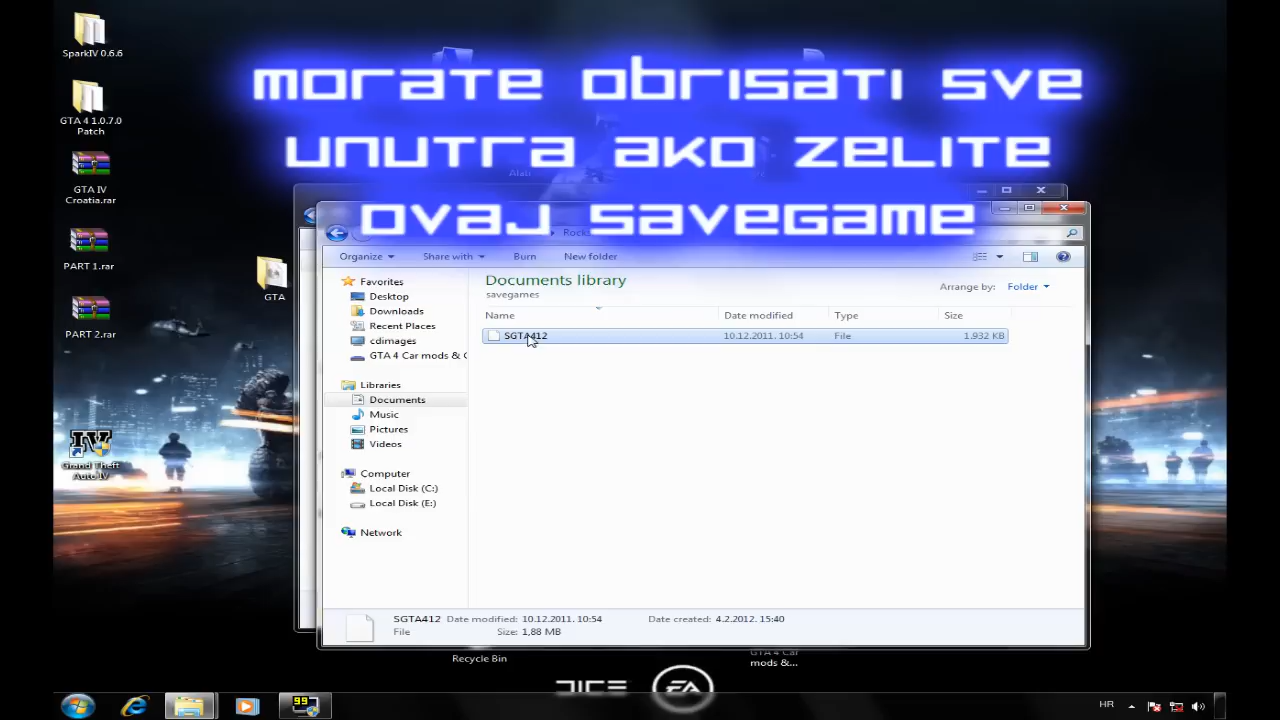 SparkIV 0.6.6
GTA 4 1.0.7.0
Patch
GTA IV
Croatia.rar
PART 1.rar
PART 2.rar
GTA
Grand Theft
Auto IV
morate obrisati sve
unutra ako zelite
ovaj savegame
Alati
Organize
Share with
Burn
New folder
Favorites
Desktop
Downloads
Recent Places
cdimages
GTA 4 Car mods & C
Libraries
Documents
Music
Pictures
Videos
Computer
Local Disk (C:)
Local Disk (E:)
Network
Documents library
savegames
Arrange by: Folder
Name Date modified Type Size
SGTA412 10.12.2011. 10:54 File 1.932 KB
SGTA412 Date modified: 10.12.2011. 10:54 Date created: 4.2.2012. 15:40
File Size: 1,88 MB
Recycle Bin
GTA 4 Car
mods &...
DICE
EA
99
HR